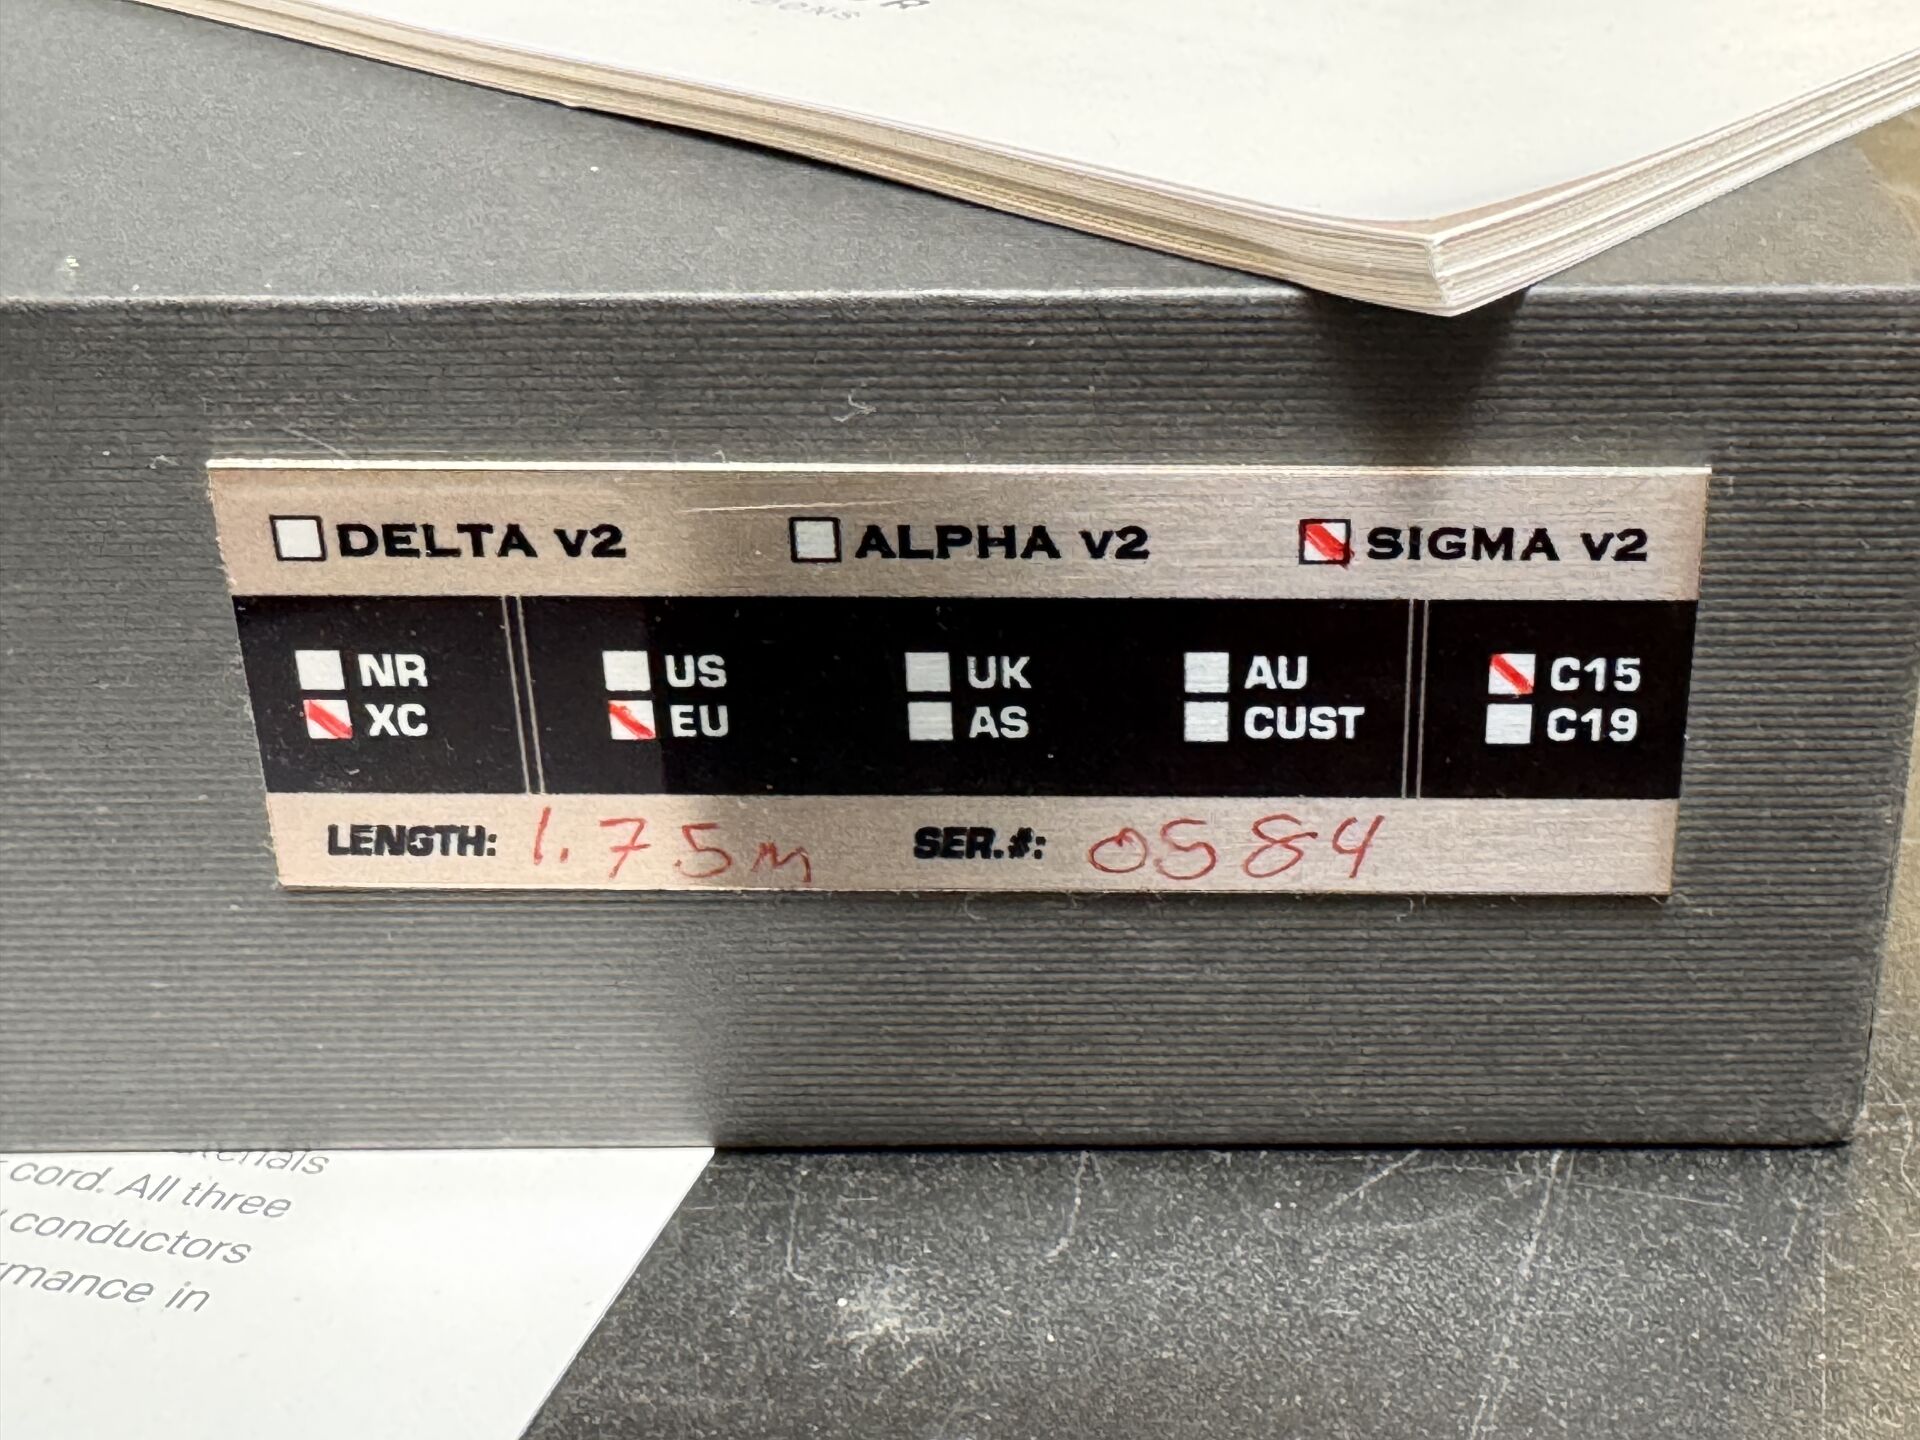 DELTA v2 ALPHA v2 SIGMA v2
NR US UK AU C15
XC EU AS CUST C19
LENGTH: 1.75m SER.#: 0584
cord. All three
conductors
in